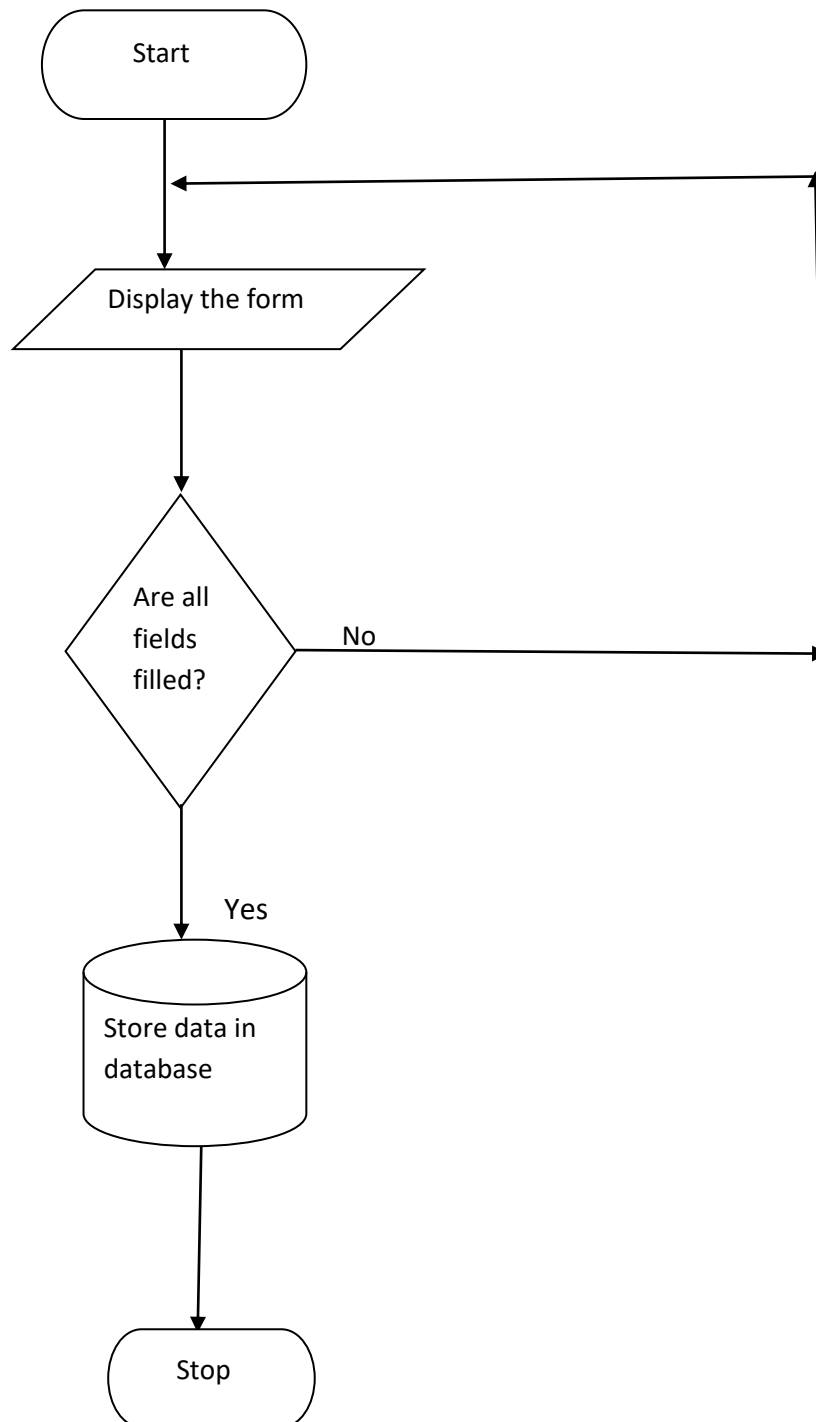 Start
Display the form
Are all
fields
filled?
No
Yes
Store data in
database
Stop